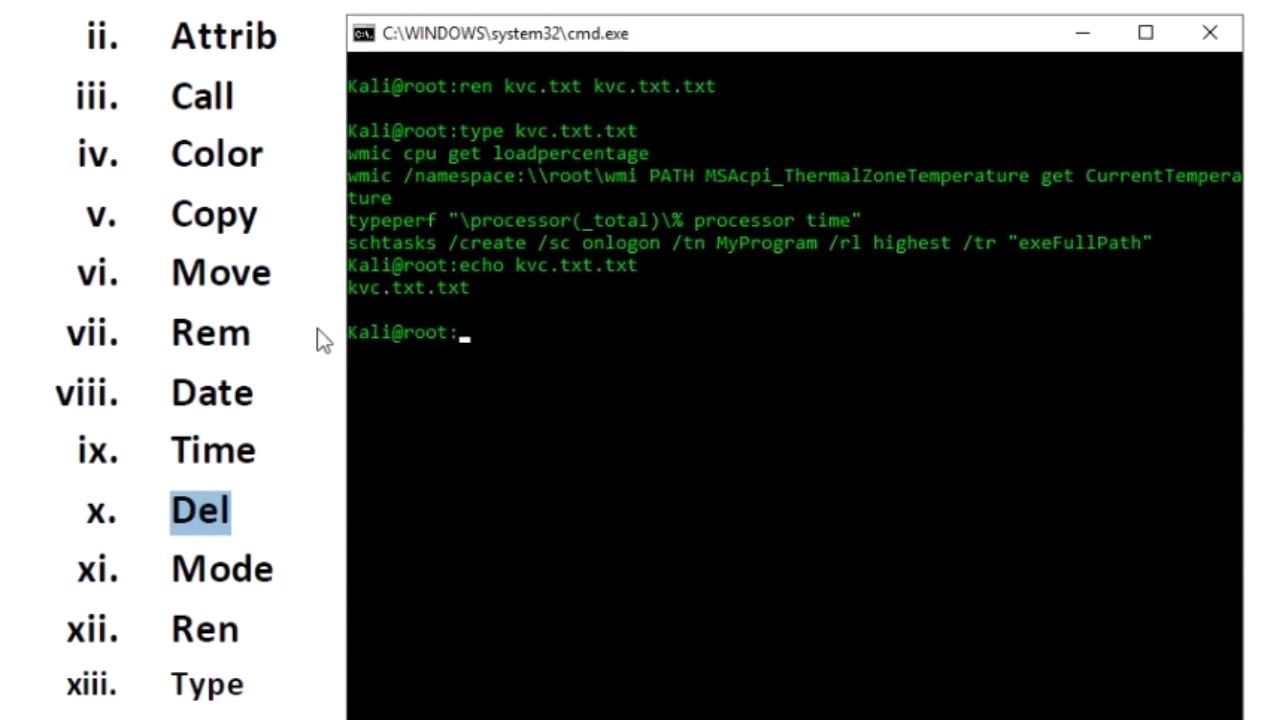 ii. Attrib
iii. Call
iv. Color
v. Copy
vi. Move
vii. Rem
viii. Date
ix. Time
x. Del
xi. Mode
xii. Ren
xiii. Type
C:\WINDOWS\system32\cmd.exe
Kali@root:ren kvc.txt kvc.txt.txt
Kali@root:type kvc.txt.txt
wmic cpu get loadpercentage
wmic /namespace:\\root\wmi PATH MSAcpi_ThermalZoneTemperature get CurrentTempera
ture
typeperf "\processor(_total)\% processor time"
schtasks /create /sc onlogon /tn MyProgram /rl highest /tr "exeFullPath"
Kali@root:echo kvc.txt.txt
kvc.txt.txt
Kali@root: